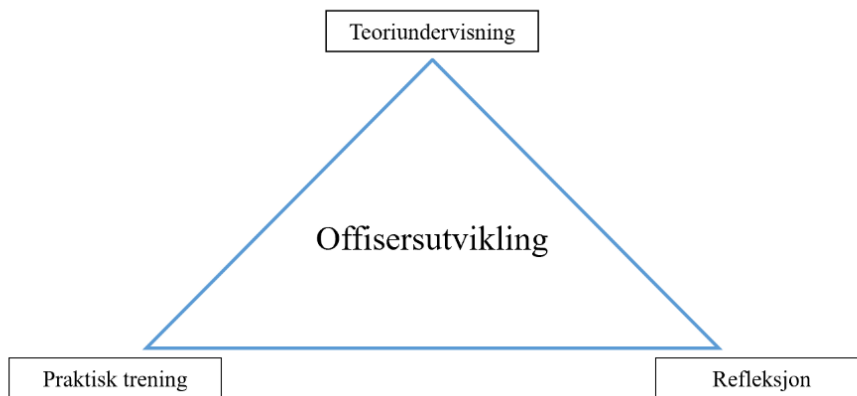 Teoriundervisning
Offisersutvikling
Praktisk trening
Refleksjon